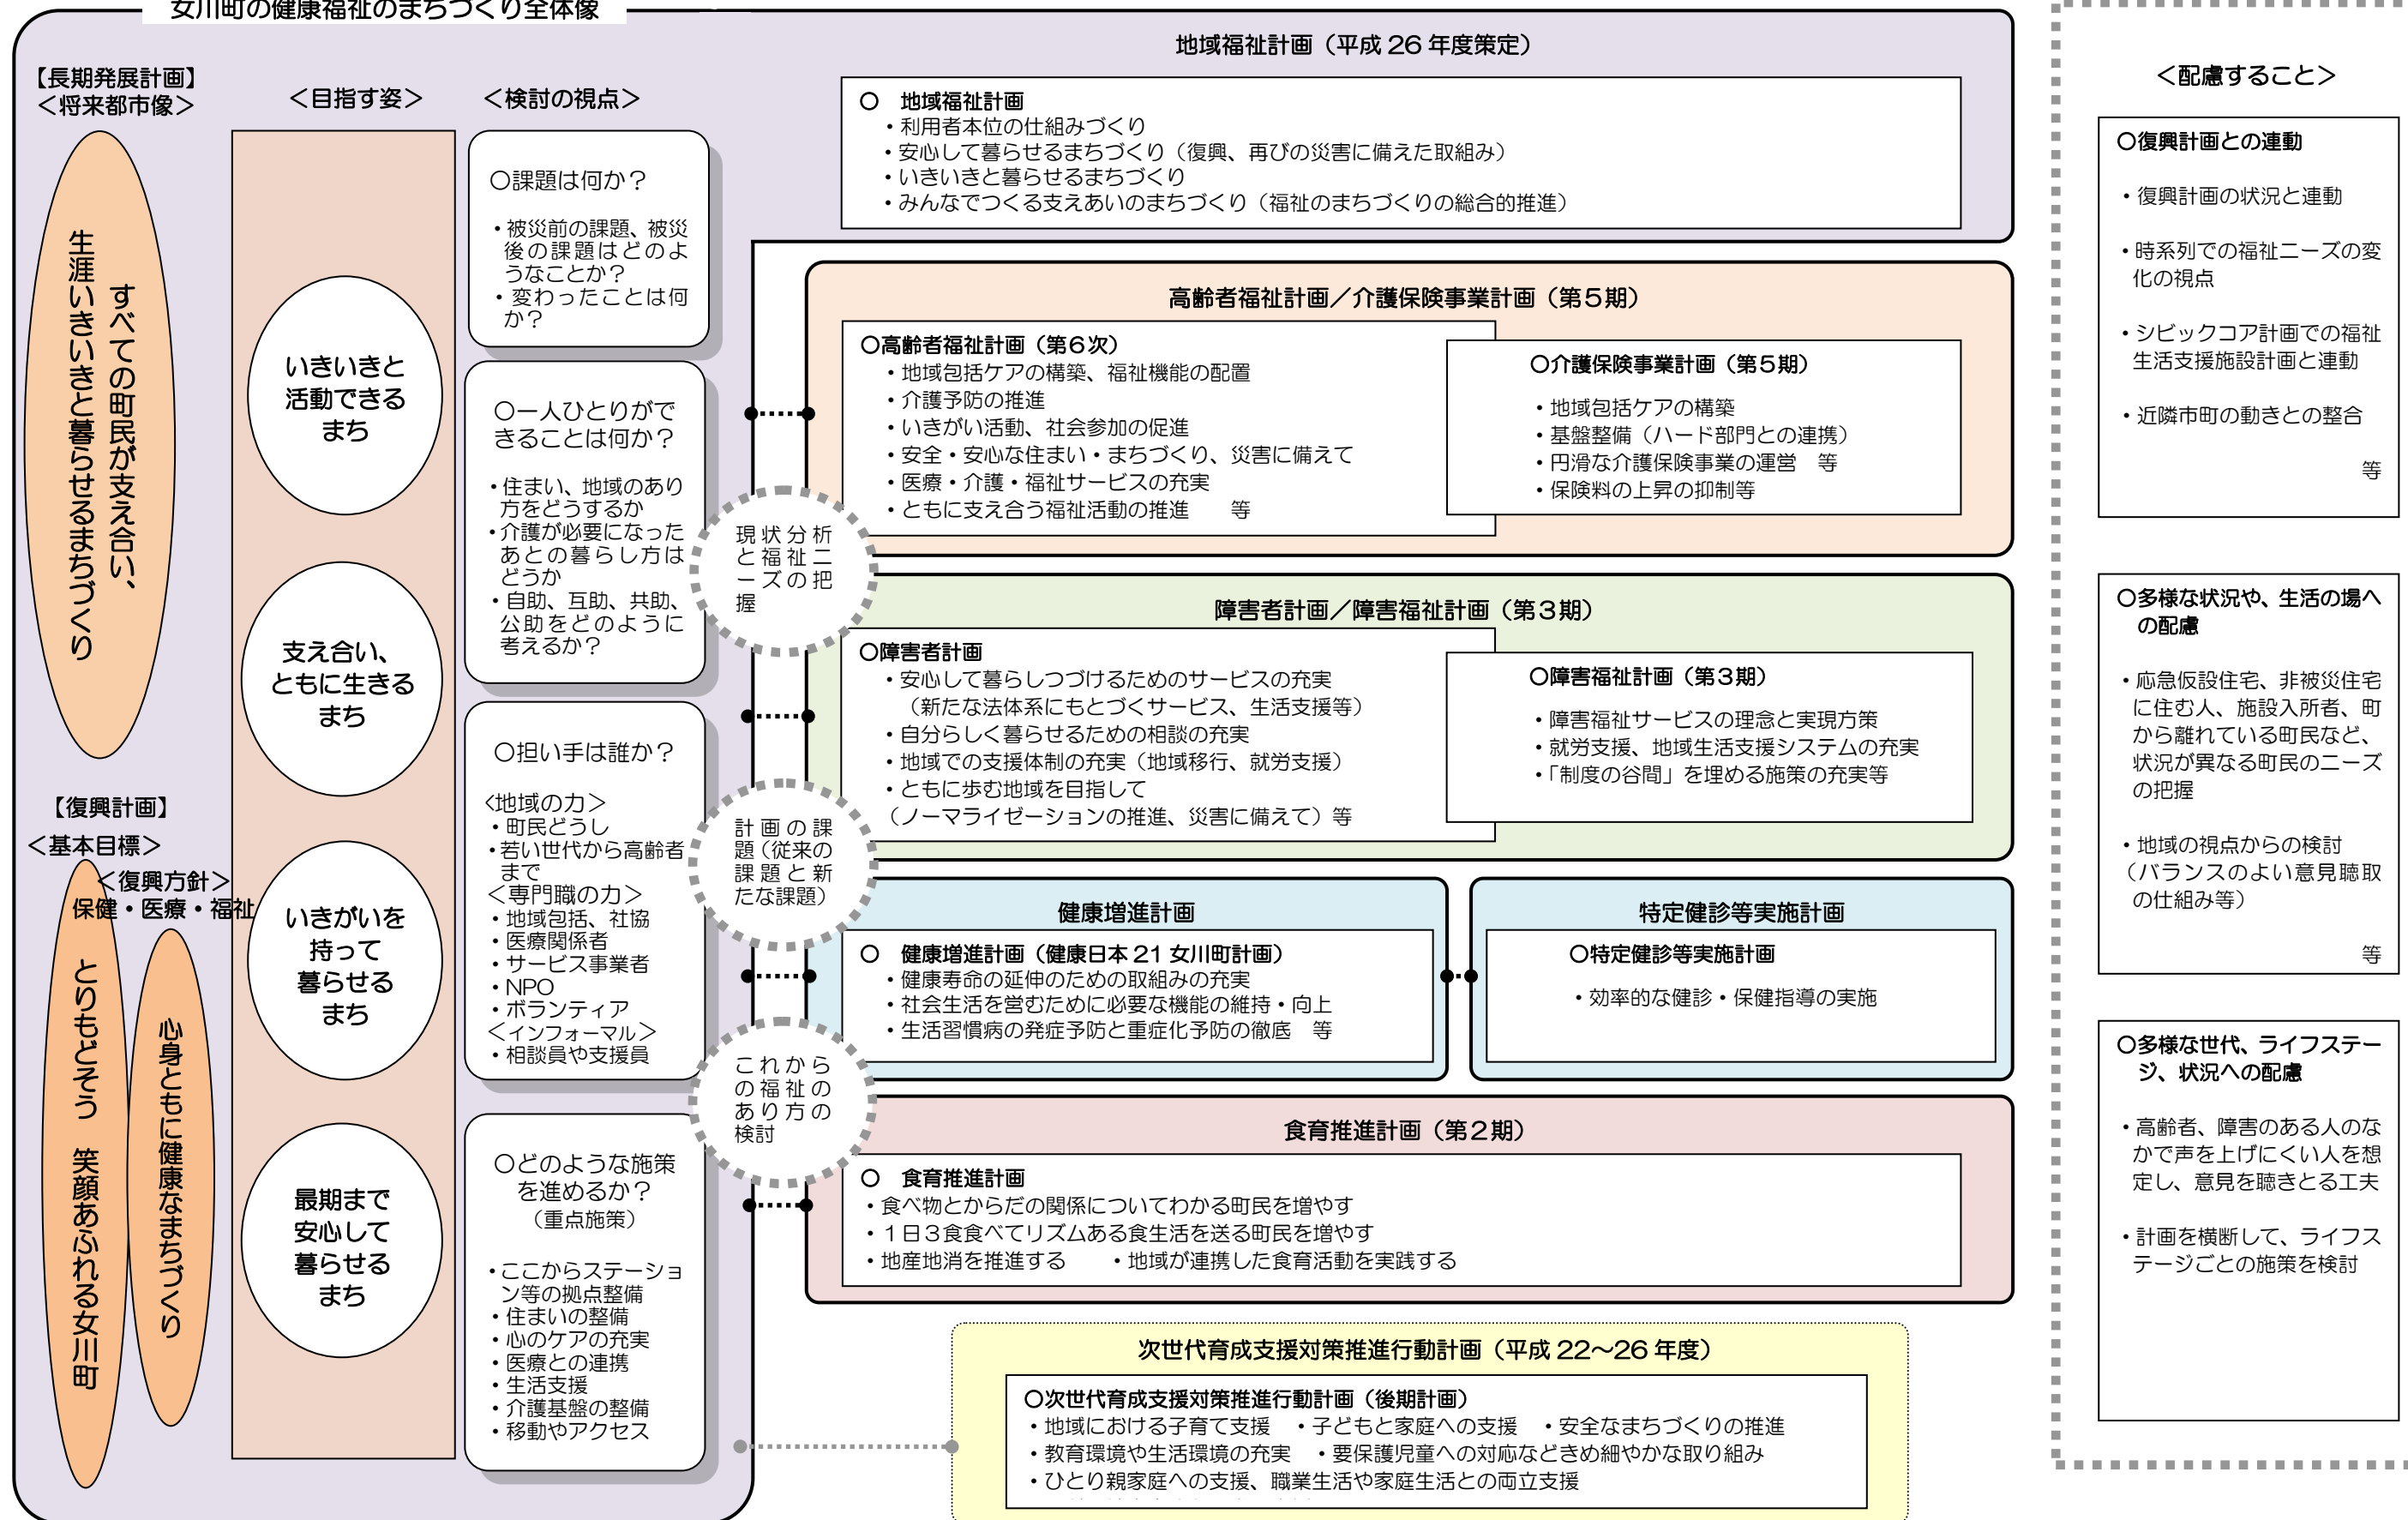 女川町の健康福祉のまちづくり全体像
【長期発展計画】
＜将来都市像＞
すべての町民が支え合い、
生涯いきいきと暮らせるまちづくり
【復興計画】
＜基本目標＞
とりもどそう　笑顔あふれる女川町
＜復興方針＞
保健・医療・福祉
心身ともに健康なまちづくり
＜目指す姿＞
いきいきと
活動できる
まち
支え合い、
ともに生きる
まち
いきがいを
持って
暮らせる
まち
最期まで
安心して
暮らせる
まち
＜検討の視点＞
〇課題は何か？
・被災前の課題、被災
後の課題はどのよ
うなことか？
・変わったことは何
か？
〇一人ひとりがで
きることは何か？
・住まい、地域のあり
方をどうするか
・介護が必要になった
あとの暮らし方は
どうか
・自助、互助、共助、
公助をどのように
考えるか？
〇担い手は誰か？
<地域の力＞
・町民どうし
・若い世代から高齢者
まで
＜専門職の力＞
・地域包括、社協
・医療関係者
・サービス事業者
・NPO
・ボランティア
＜インフォーマル＞
・相談員や支援員
〇どのような施策
を進めるか？
（重点施策）
・ここからステーショ
ン等の拠点整備
・住まいの整備
・心のケアの充実
・医療との連携
・生活支援
・介護基盤の整備
・移動やアクセス
現状分析
と福祉ニ
ーズの把
握
計画の課
題（従来の
課題と新
たな課題）
これから
の福祉の
あり方の
検討
地域福祉計画（平成 26 年度策定）
〇　地域福祉計画
・利用者本位の仕組みづくり
・安心して暮らせるまちづくり（復興、再びの災害に備えた取組み）
・いきいきと暮らせるまちづくり
・みんなでつくる支えあいのまちづくり（福祉のまちづくりの総合的推進）
高齢者福祉計画／介護保険事業計画（第５期）
〇高齢者福祉計画（第６次）
・地域包括ケアの構築、福祉機能の配置
・介護予防の推進
・いきがい活動、社会参加の促進
・安全・安心な住まい・まちづくり、災害に備えて
・医療・介護・福祉サービスの充実
・ともに支え合う福祉活動の推進　　等
〇介護保険事業計画（第５期）
・地域包括ケアの構築
・基盤整備（ハード部門との連携）
・円滑な介護保険事業の運営　等
・保険料の上昇の抑制等
障害者計画／障害福祉計画（第３期）
〇障害者計画
・安心して暮らしつづけるためのサービスの充実
（新たな法体系にもとづくサービス、生活支援等）
・自分らしく暮らせるための相談の充実
・地域での支援体制の充実（地域移行、就労支援）
・ともに歩む地域を目指して
（ノーマライゼーションの推進、災害に備えて）等
〇障害福祉計画（第３期）
・障害福祉サービスの理念と実現方策
・就労支援、地域生活支援システムの充実
・「制度の谷間」を埋める施策の充実等
健康増進計画
〇　健康増進計画（健康日本 21 女川町計画）
・健康寿命の延伸のための取組みの充実
・社会生活を営むために必要な機能の維持・向上
・生活習慣病の発症予防と重症化予防の徹底　等
特定健診等実施計画
〇特定健診等実施計画
・効率的な健診・保健指導の実施
食育推進計画（第２期）
〇　食育推進計画
・食べ物とからだの関係についてわかる町民を増やす
・１日３食食べてリズムある食生活を送る町民を増やす
・地産地消を推進する　　・地域が連携した食育活動を実践する
次世代育成支援対策推進行動計画（平成 22～26 年度）
〇次世代育成支援対策推進行動計画（後期計画）
・地域における子育て支援　・子どもと家庭への支援　・安全なまちづくりの推進
・教育環境や生活環境の充実　・要保護児童への対応などきめ細やかな取り組み
・ひとり親家庭への支援、職業生活や家庭生活との両立支援
＜配慮すること＞
〇復興計画との連動
・復興計画の状況と連動
・時系列での福祉ニーズの変
化の視点
・シビックコア計画での福祉
生活支援施設計画と連動
・近隣市町の動きとの整合
等
〇多様な状況や、生活の場へ
の配慮
・応急仮設住宅、非被災住宅
に住む人、施設入所者、町
から離れている町民など、
状況が異なる町民のニーズ
の把握
・地域の視点からの検討
（バランスのよい意見聴取
の仕組み等）
等
〇多様な世代、ライフステー
ジ、状況への配慮
・高齢者、障害のある人のな
かで声を上げにくい人を想
定し、意見を聴きとる工夫
・計画を横断して、ライフス
テージごとの施策を検討